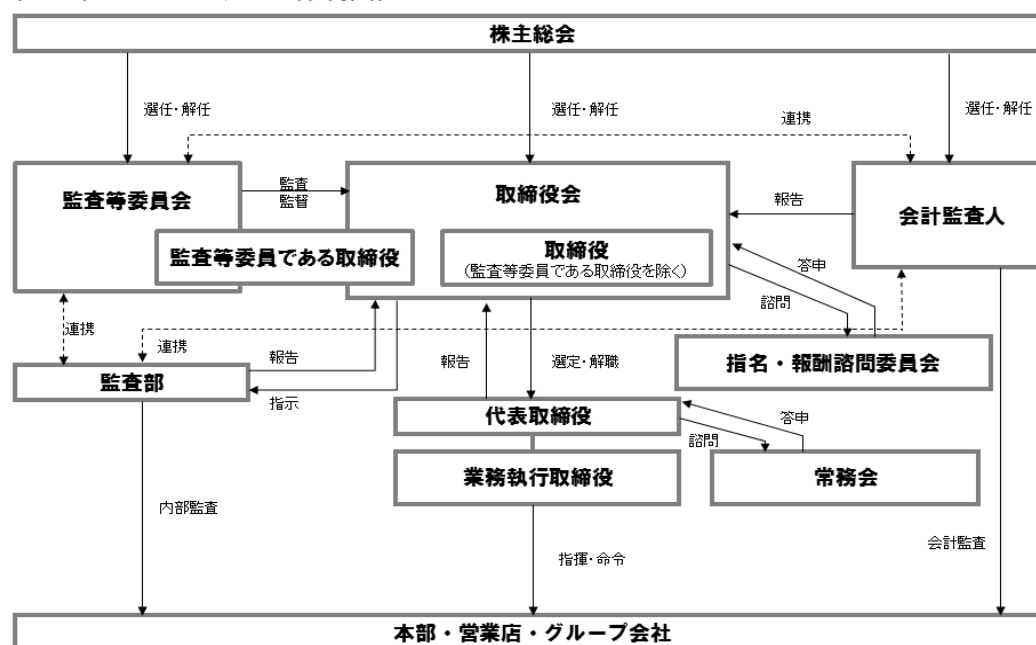 株主総会
選任・解任
選任・解任
選任・解任
連携
監査等委員会
監査
監督
取締役会
報告
会計監査人
監査等委員である取締役
取締役
(監査等委員である取締役を除く)
答申
諮問
連携
連携
報告
報告
選定・解職
指名・報酬諮問委員会
監査部
指示
代表取締役
答申
諮問
業務執行取締役
常務会
内部監査
指揮・命令
会計監査
本部・営業店・グループ会社